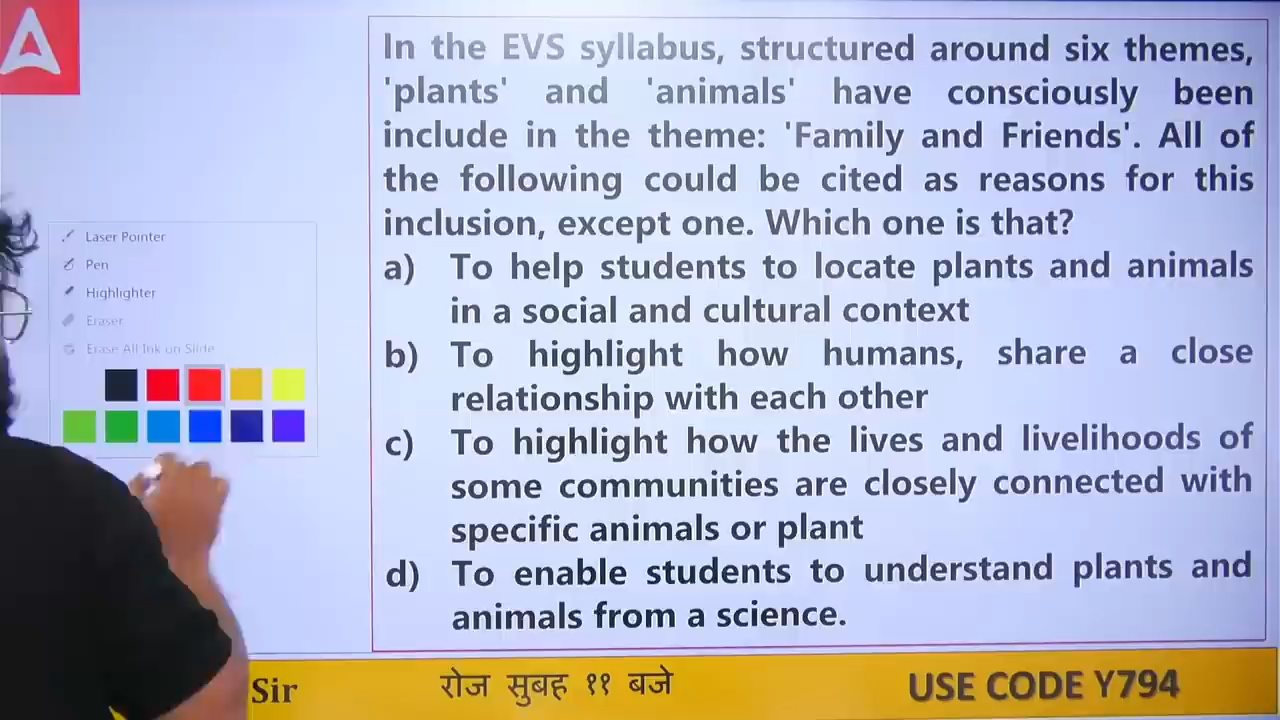 A
In the EVS syllabus, structured around six themes,
'plants' and 'animals' have consciously been
include in the theme: 'Family and Friends'. All of
the following could be cited as reasons for this
inclusion, except one. Which one is that?
a) To help students to locate plants and animals
in a social and cultural context
b) To highlight how humans, share a close
relationship with each other
c) To highlight how the lives and livelihoods of
some communities are closely connected with
specific animals or plant
d) To enable students to understand plants and
animals from a science.
Laser Pointer
Pen
Highlighter
Eraser
Erase All Ink on Slide
Sir
रोज सुबह ११ बजे
USE CODE Y794